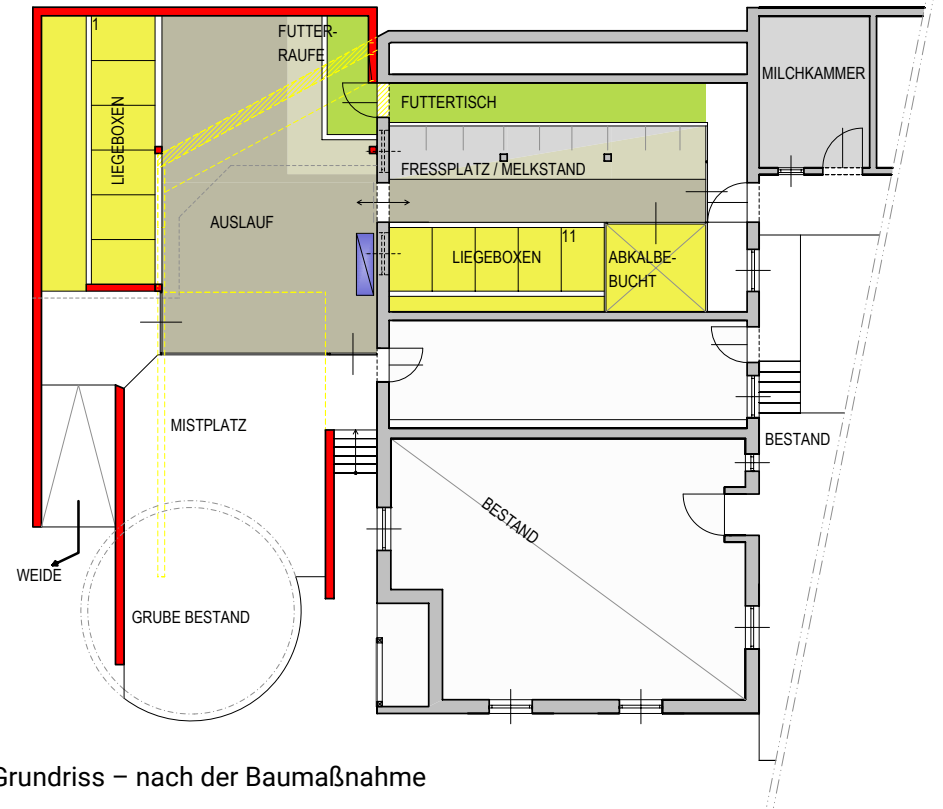 1
FUTTER-
RAUFE
MILCHKAMMER
LIEGEBOXEN
FUTTERTISCH
FRESSPLATZ / MELKSTAND
AUSLAUF
LIEGEBOXEN
11
ABKALBE-
BUCHT
MISTPLATZ
BESTAND
BESTAND
WEIDE
GRUBE BESTAND
Grundriss – nach der Baumaßnahme